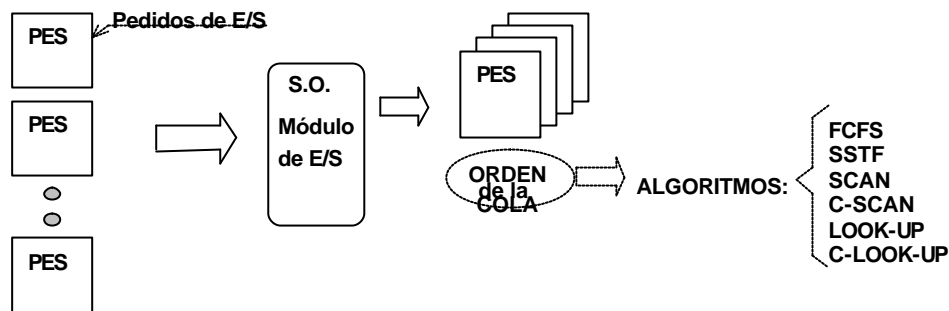 PES
Pedidos de E/S
PES
PES
S.O.
Módulo
de E/S
PES
ORDEN
de la
COLA
ALGORITMOS:
FCFS
SSTF
SCAN
C-SCAN
LOOK-UP
C-LOOK-UP